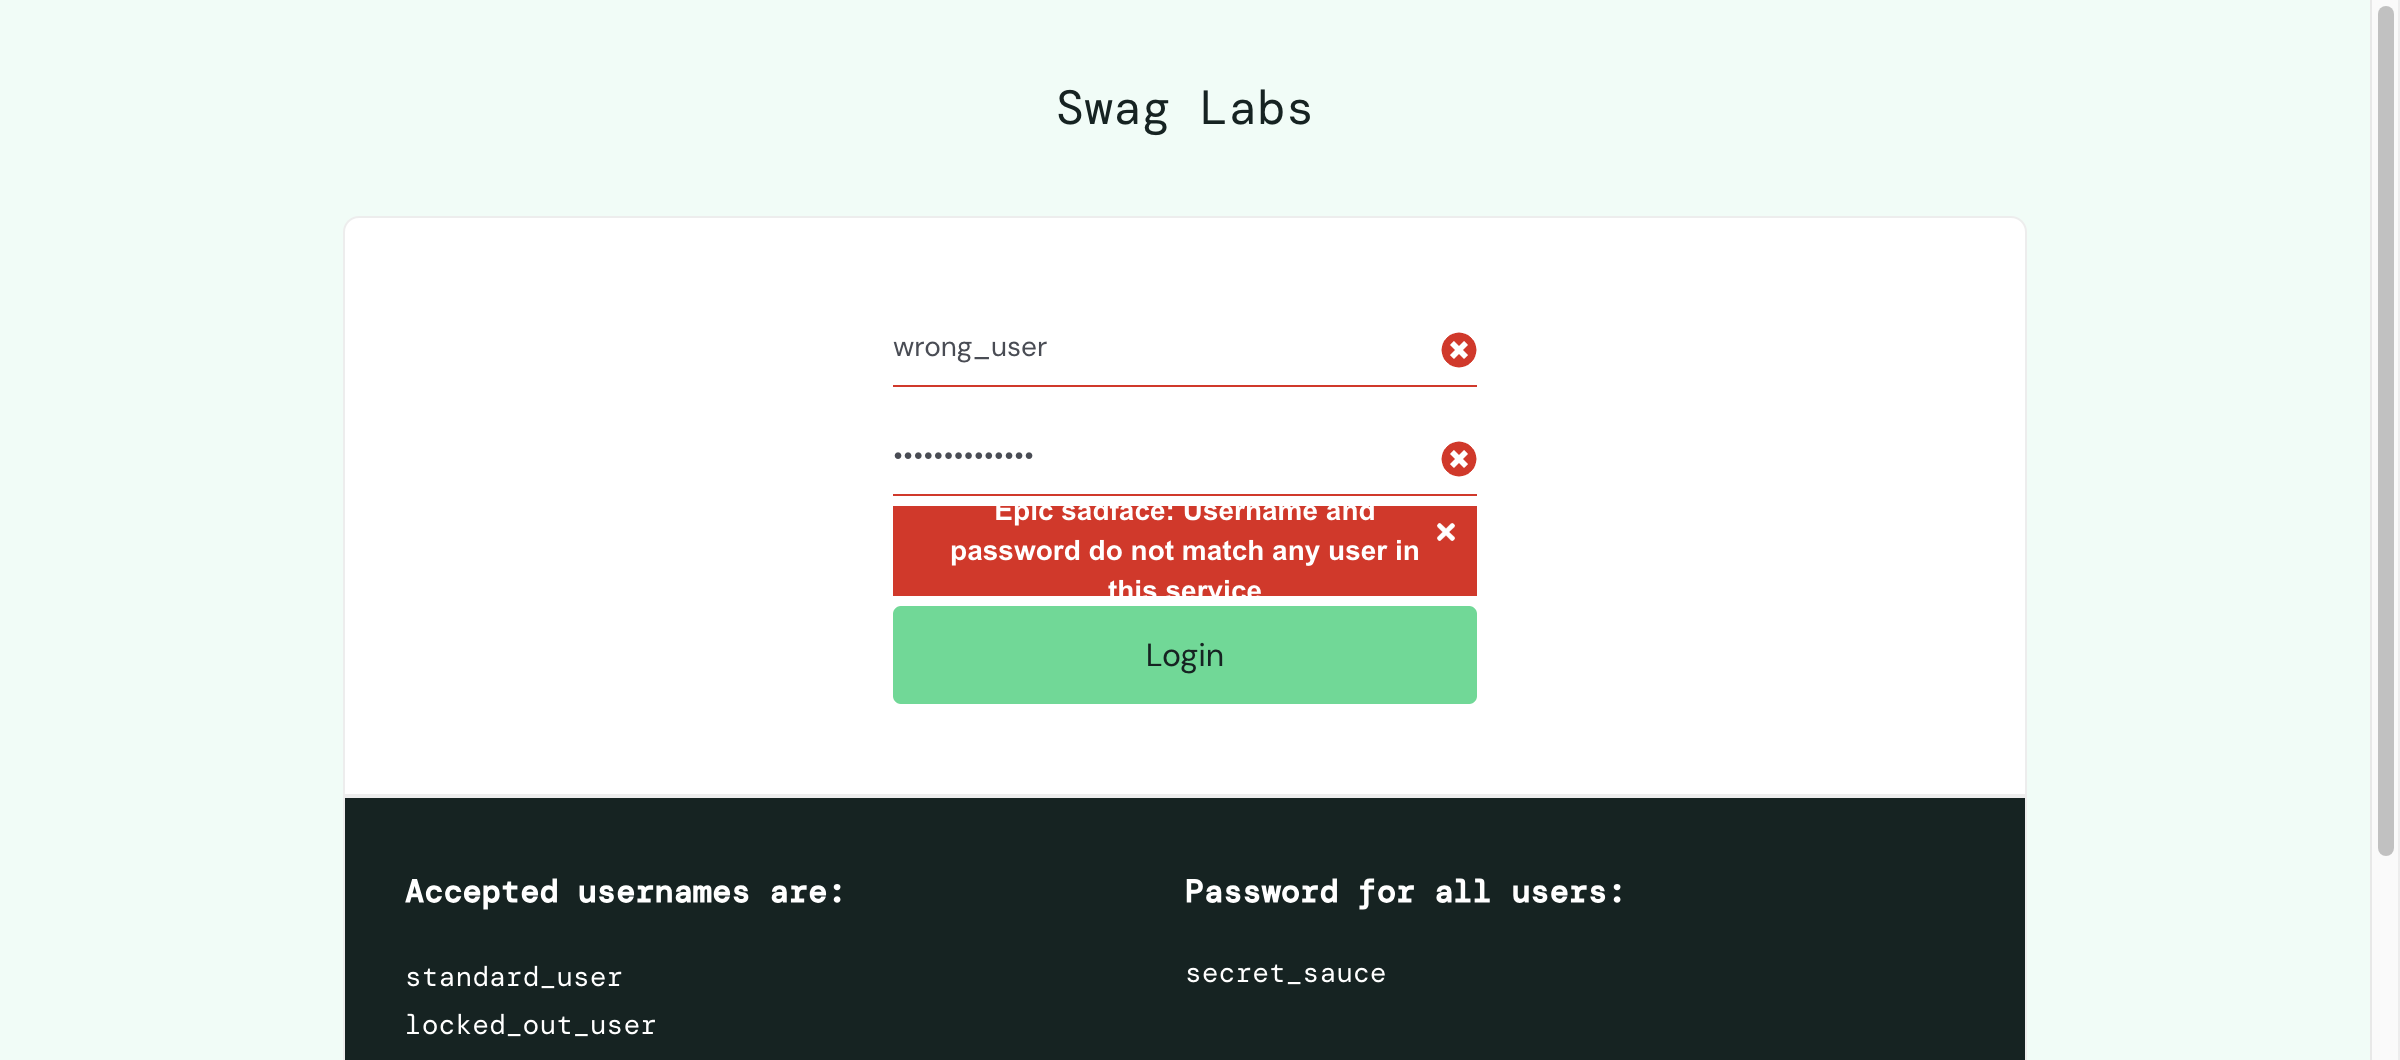 Swag Labs
wrong_user
••••••••••••••
Epic sadface: Username and
password do not match any user in
this service
Login
Accepted usernames are:
Password for all users:
standard_user
secret_sauce
locked_out_user